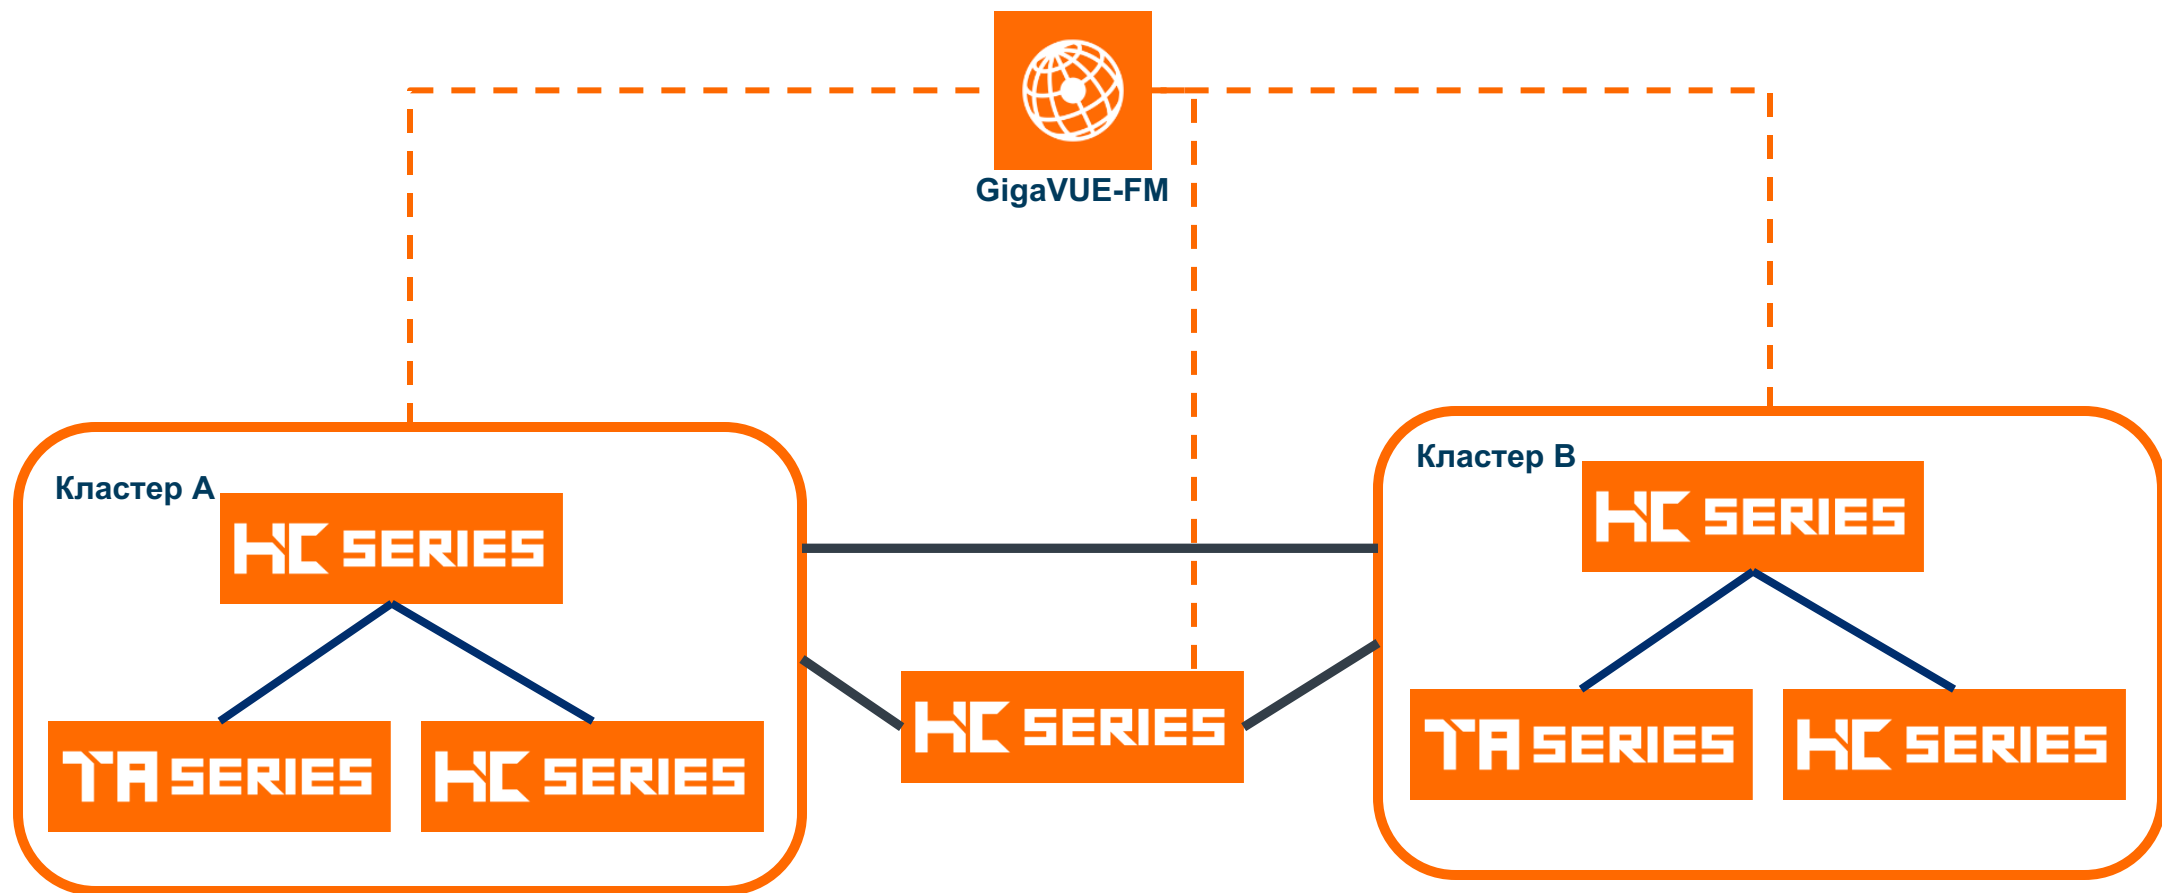 GigaVUE-FM
Кластер A
HC SERIES
TA SERIES
HC SERIES
HC SERIES
Кластер B
HC SERIES
TA SERIES
HC SERIES